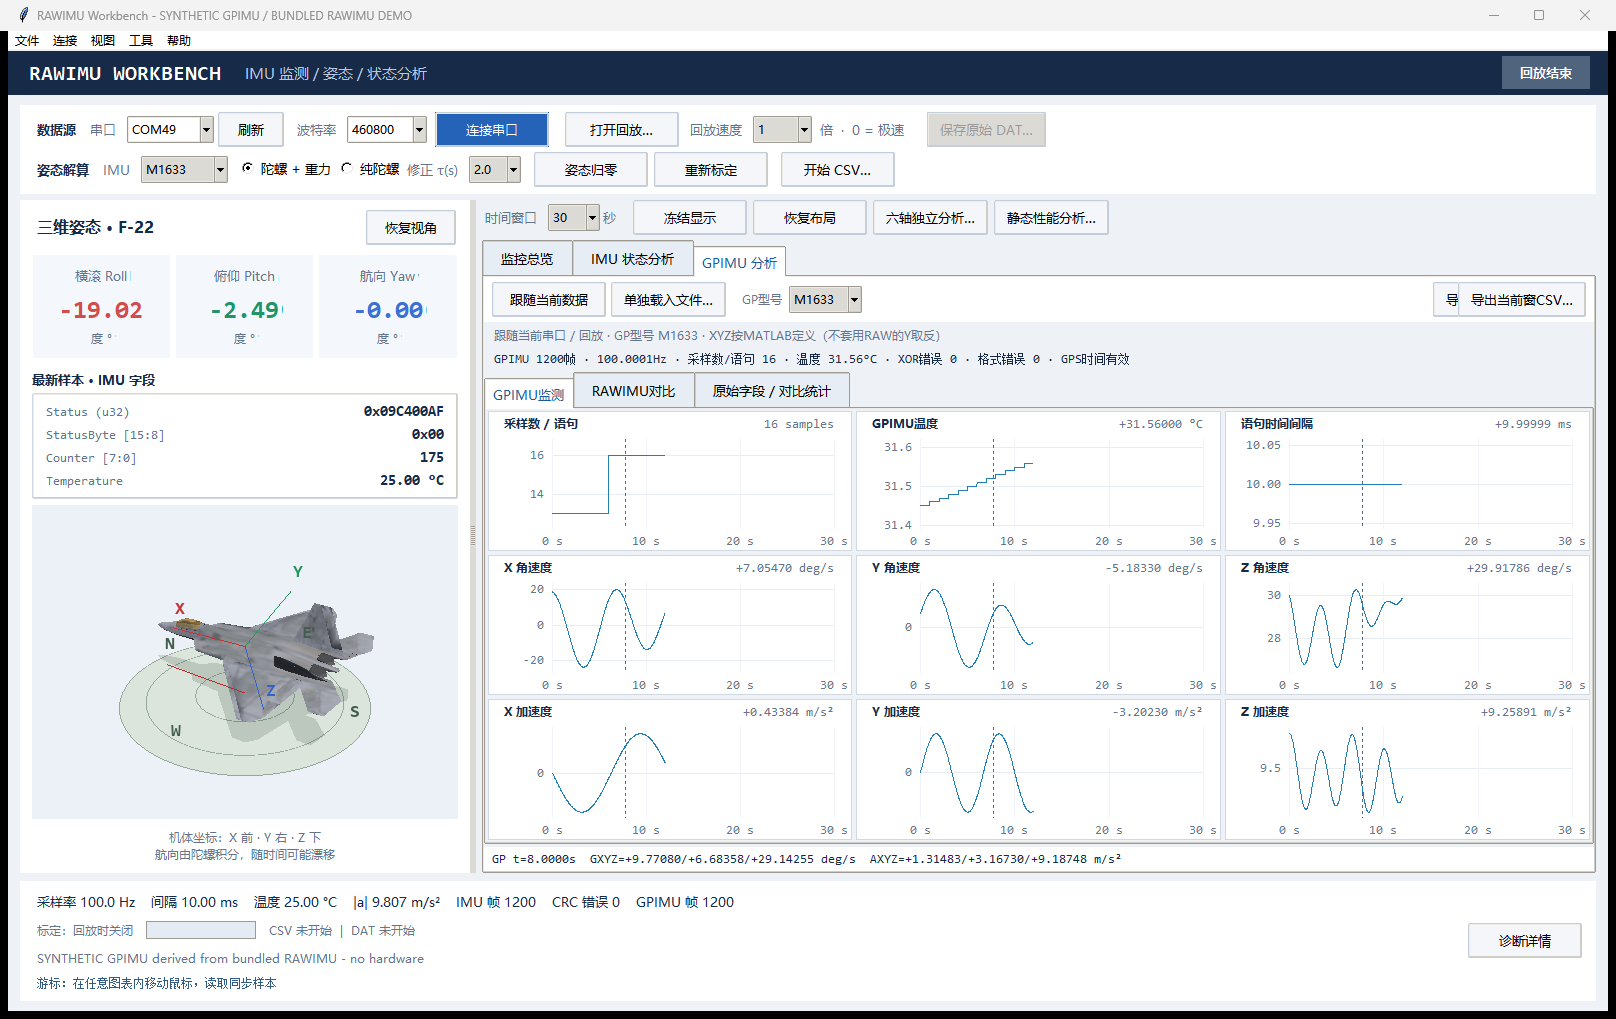 RAWIMU Workbench - SYNTHETIC GPIMU / BUNDLED RAWIMU DEMO
文件 连接 视图 工具 帮助
RAWIMU WORKBENCH IMU 监测 / 姿态 / 状态分析 回放结束
数据源 串口 COM49 刷新 波特率 460800 连接串口 打开回放... 回放速度 1 倍 · 0 = 极速 保存原始 DAT...
姿态解算 IMU M1633 陀螺 + 重力 纯陀螺 修正 τ(s) 2.0 姿态归零 重新标定 开始 CSV...
三维姿态 • F-22 恢复视角
横滚 Roll 俯仰 Pitch 航向 Yaw
-19.02 -2.49 -0.00
度 ° 度 ° 度 °
最新样本 • IMU 字段
Status (u32) 0x09C400AF
StatusByte [15:8] 0x00
Counter [7:0] 175
Temperature 25.00 °C
Y
X
N E
Z
W S
机体坐标: X 前 · Y 右 · Z 下
航向由陀螺积分，随时间可能漂移
时间窗口 30 秒 冻结显示 恢复布局 六轴独立分析... 静态性能分析...
监控总览 IMU 状态分析 GPIMU 分析
跟随当前数据 单独载入文件... GP型号 M1633 导 导出当前窗CSV...
跟随当前串口 / 回放 · GP型号 M1633 · XYZ按MATLAB定义（不套用RAW的Y取反）
GPIMU 1200帧 · 100.0001Hz · 采样数/语句 16 · 温度 31.56°C · XOR错误 0 · 格式错误 0 · GPS时间有效
GPIMU监测 RAWIMU对比 原始字段 / 对比统计
采样数 / 语句 16 samples
16
14
0 s 10 s 20 s 30 s
GPIMU温度 +31.56000 °C
31.6
31.5
31.4
0 s 10 s 20 s 30 s
语句时间间隔 +9.99999 ms
10.05
10.00
9.95
0 s 10 s 20 s 30 s
X 角速度 +7.05470 deg/s
20
0
-20
0 s 10 s 20 s 30 s
Y 角速度 -5.18330 deg/s
0
0 s 10 s 20 s 30 s
Z 角速度 +29.91786 deg/s
30
28
0 s 10 s 20 s 30 s
X 加速度 +0.43384 m/s²
0
0 s 10 s 20 s 30 s
Y 加速度 -3.20230 m/s²
0
0 s 10 s 20 s 30 s
Z 加速度 +9.25891 m/s²
9.5
0 s 10 s 20 s 30 s
GP t=8.0000s GXYZ=+9.77080/+6.68358/+29.14255 deg/s AXYZ=+1.31483/+3.16730/+9.18748 m/s²
采样率 100.0 Hz 间隔 10.00 ms 温度 25.00 °C |a| 9.807 m/s² IMU 帧 1200 CRC 错误 0 GPIMU 帧 1200
标定: 回放时关闭 CSV 未开始 | DAT 未开始
SYNTHETIC GPIMU derived from bundled RAWIMU - no hardware
游标: 在任意图表内移动鼠标，读取同步样本
诊断详情